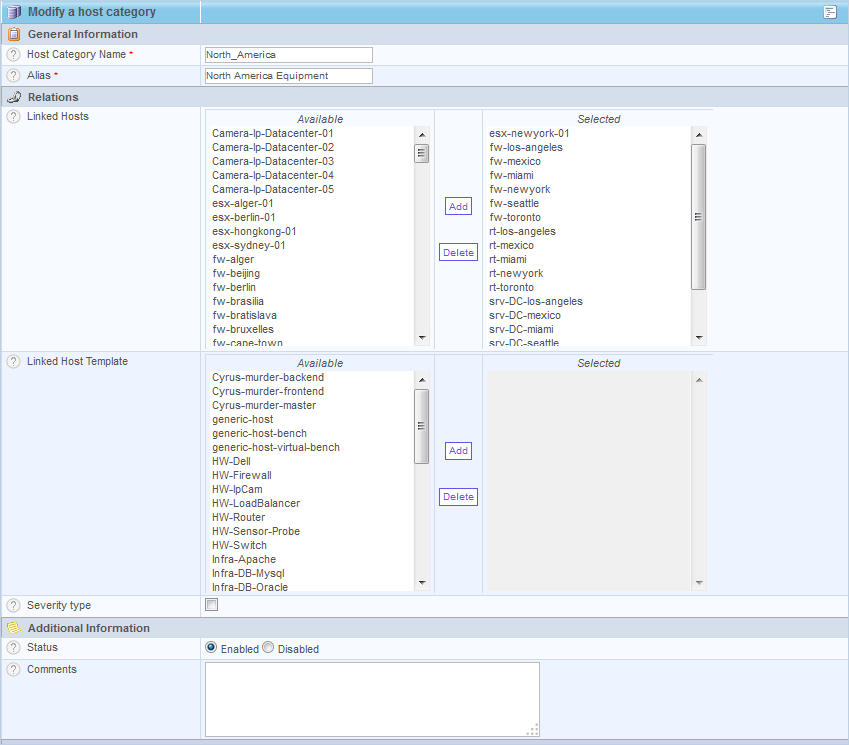 Modify a host category
General Information
? Host Category Name *
North_America
? Alias *
North America Equipment
Relations
? Linked Hosts
Available
Camera-Ip-Datacenter-01
Camera-Ip-Datacenter-02
Camera-Ip-Datacenter-03
Camera-Ip-Datacenter-04
Camera-Ip-Datacenter-05
esx-alger-01
esx-berlin-01
esx-hongkong-01
esx-sydney-01
fw-alger
fw-beijing
fw-berlin
fw-brasilia
fw-bratislava
fw-bruxelles
fw-cape-town
Add
Delete
Selected
esx-newyork-01
fw-los-angeles
fw-mexico
fw-miami
fw-newyork
fw-seattle
fw-toronto
rt-los-angeles
rt-mexico
rt-miami
rt-newyork
rt-toronto
srv-DC-los-angeles
srv-DC-mexico
srv-DC-miami
srv-DC-seattle
? Linked Host Template
Available
Cyrus-murder-backend
Cyrus-murder-frontend
Cyrus-murder-master
generic-host
generic-host-bench
generic-host-virtual-bench
HW-Dell
HW-Firewall
HW-IpCam
HW-LoadBalancer
HW-Router
HW-Sensor-Probe
HW-Switch
Infra-Apache
Infra-DB-Mysql
Infra-DB-Oracle
Add
Delete
Selected
? Severity type
Additional Information
? Status
Enabled Disabled
? Comments